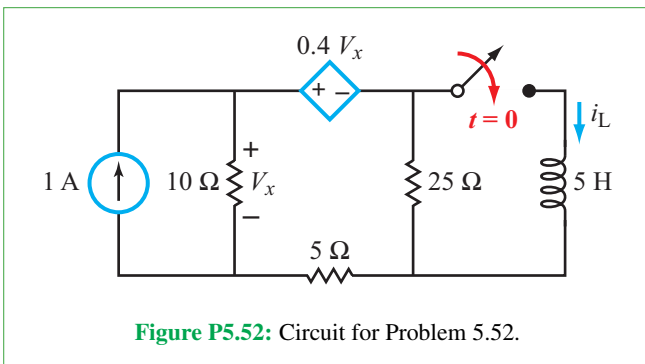 0.4 Vx
+ −
t = 0
iL
1 A
10 Ω
+
Vx
−
25 Ω
5 H
5 Ω
Figure P5.52: Circuit for Problem 5.52.